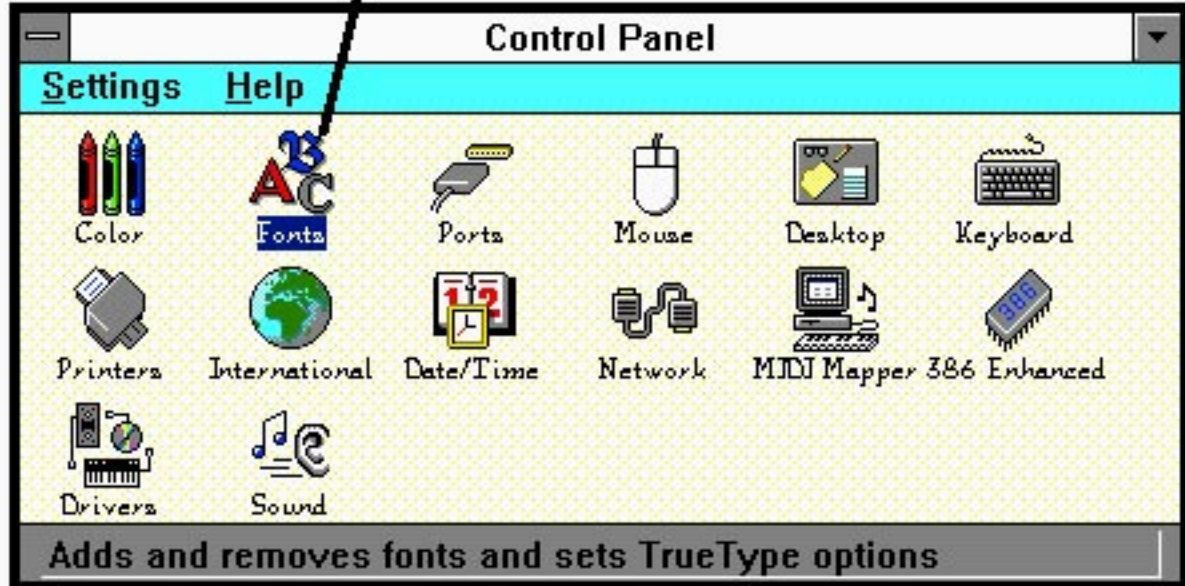 Control Panel
Settings Help
Color Fonts Ports Mouse Desktop Keyboard
Printers International Date/Time Network MIDI Mapper 386 Enhanced
Drivers Sound
Adds and removes fonts and sets TrueType options